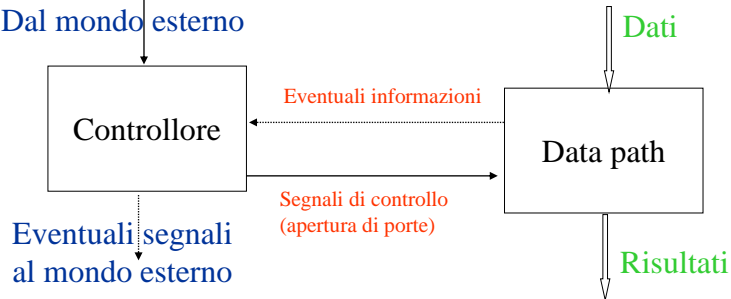 Dal mondo esterno
Dati
Eventuali informazioni
Controllore
Data path
Segnali di controllo
(apertura di porte)
Eventuali segnali
al mondo esterno
Risultati